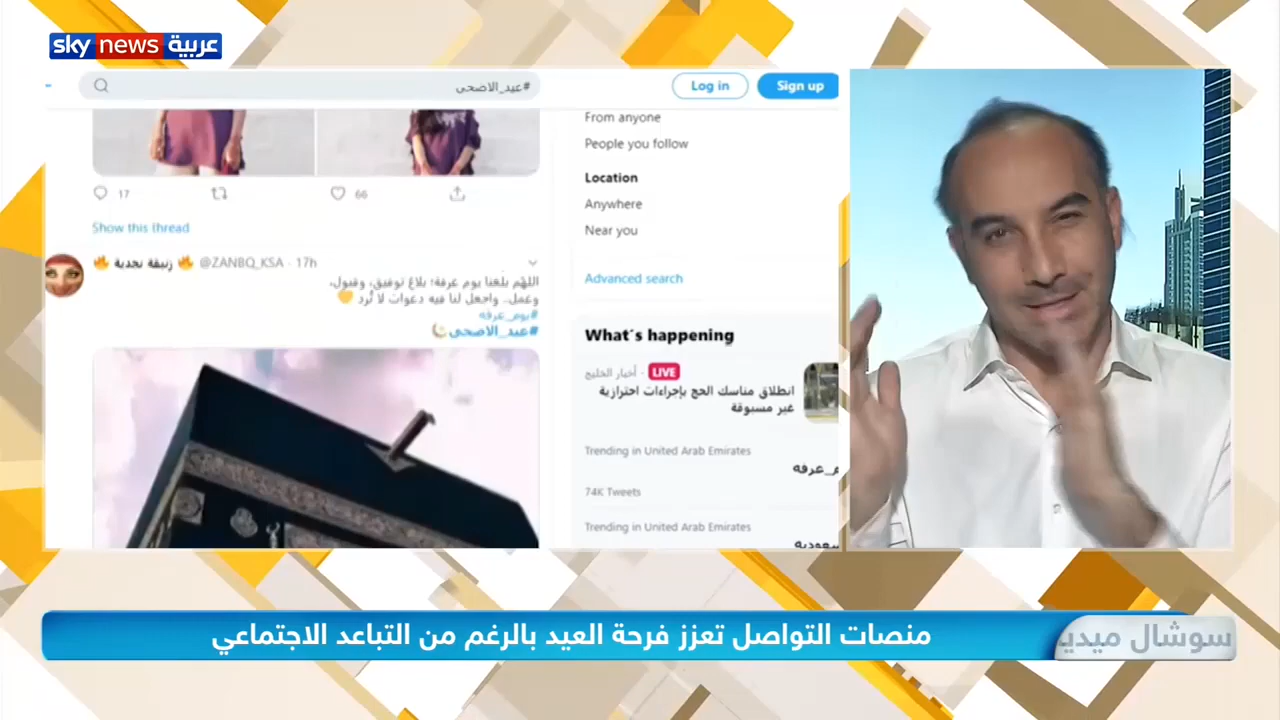 sky news عربية
#عيد_الاضحى
Log in
Sign up
From anyone
People you follow
Location
Anywhere
Near you
Advanced search
17
66
Show this thread
زنبقة نجدية @ZANBQ_KSA · 17h
اللهم بلغنا يوم عرفة؛ بلاغ توفيق، وقبول،
وعمل.. واجعل لنا فيه دعوات لا تُرد
#يوم_عرفه
#عيد_الاضحى
What's happening
أخبار الخليج · LIVE
انطلاق مناسك الحج بإجراءات احترازية
غير مسبوقة
Trending in United Arab Emirates
م_عرفه
74K Tweets
Trending in United Arab Emirates
سعودية
منصات التواصل تعزز فرحة العيد بالرغم من التباعد الاجتماعي
سوشال ميديا